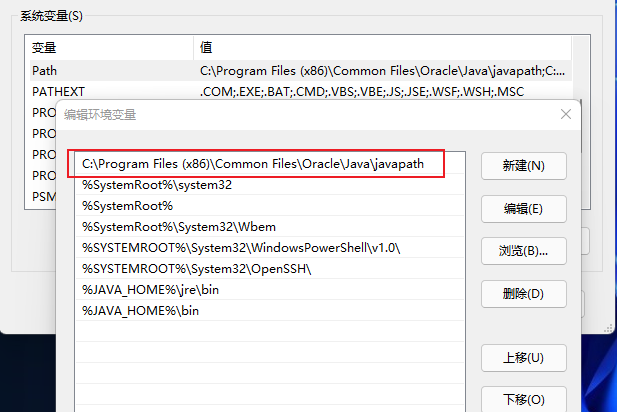 系统变量(S)
变量 值
Path C:\Program Files (x86)\Common Files\Oracle\Java\javapath;C:...
PATHEXT .COM;.EXE;.BAT;.CMD;.VBS;.VBE;.JS;.JSE;.WSF;.WSH;.MSC
PRO
编辑环境变量
PRO
PRO
PRO
PSM
C:\Program Files (x86)\Common Files\Oracle\Java\javapath
%SystemRoot%\system32
%SystemRoot%
%SystemRoot%\System32\Wbem
%SYSTEMROOT%\System32\WindowsPowerShell\v1.0\
%SYSTEMROOT%\System32\OpenSSH\
%JAVA_HOME%\jre\bin
%JAVA_HOME%\bin
新建(N)
编辑(E)
浏览(B)...
删除(D)
上移(U)
下移(O)